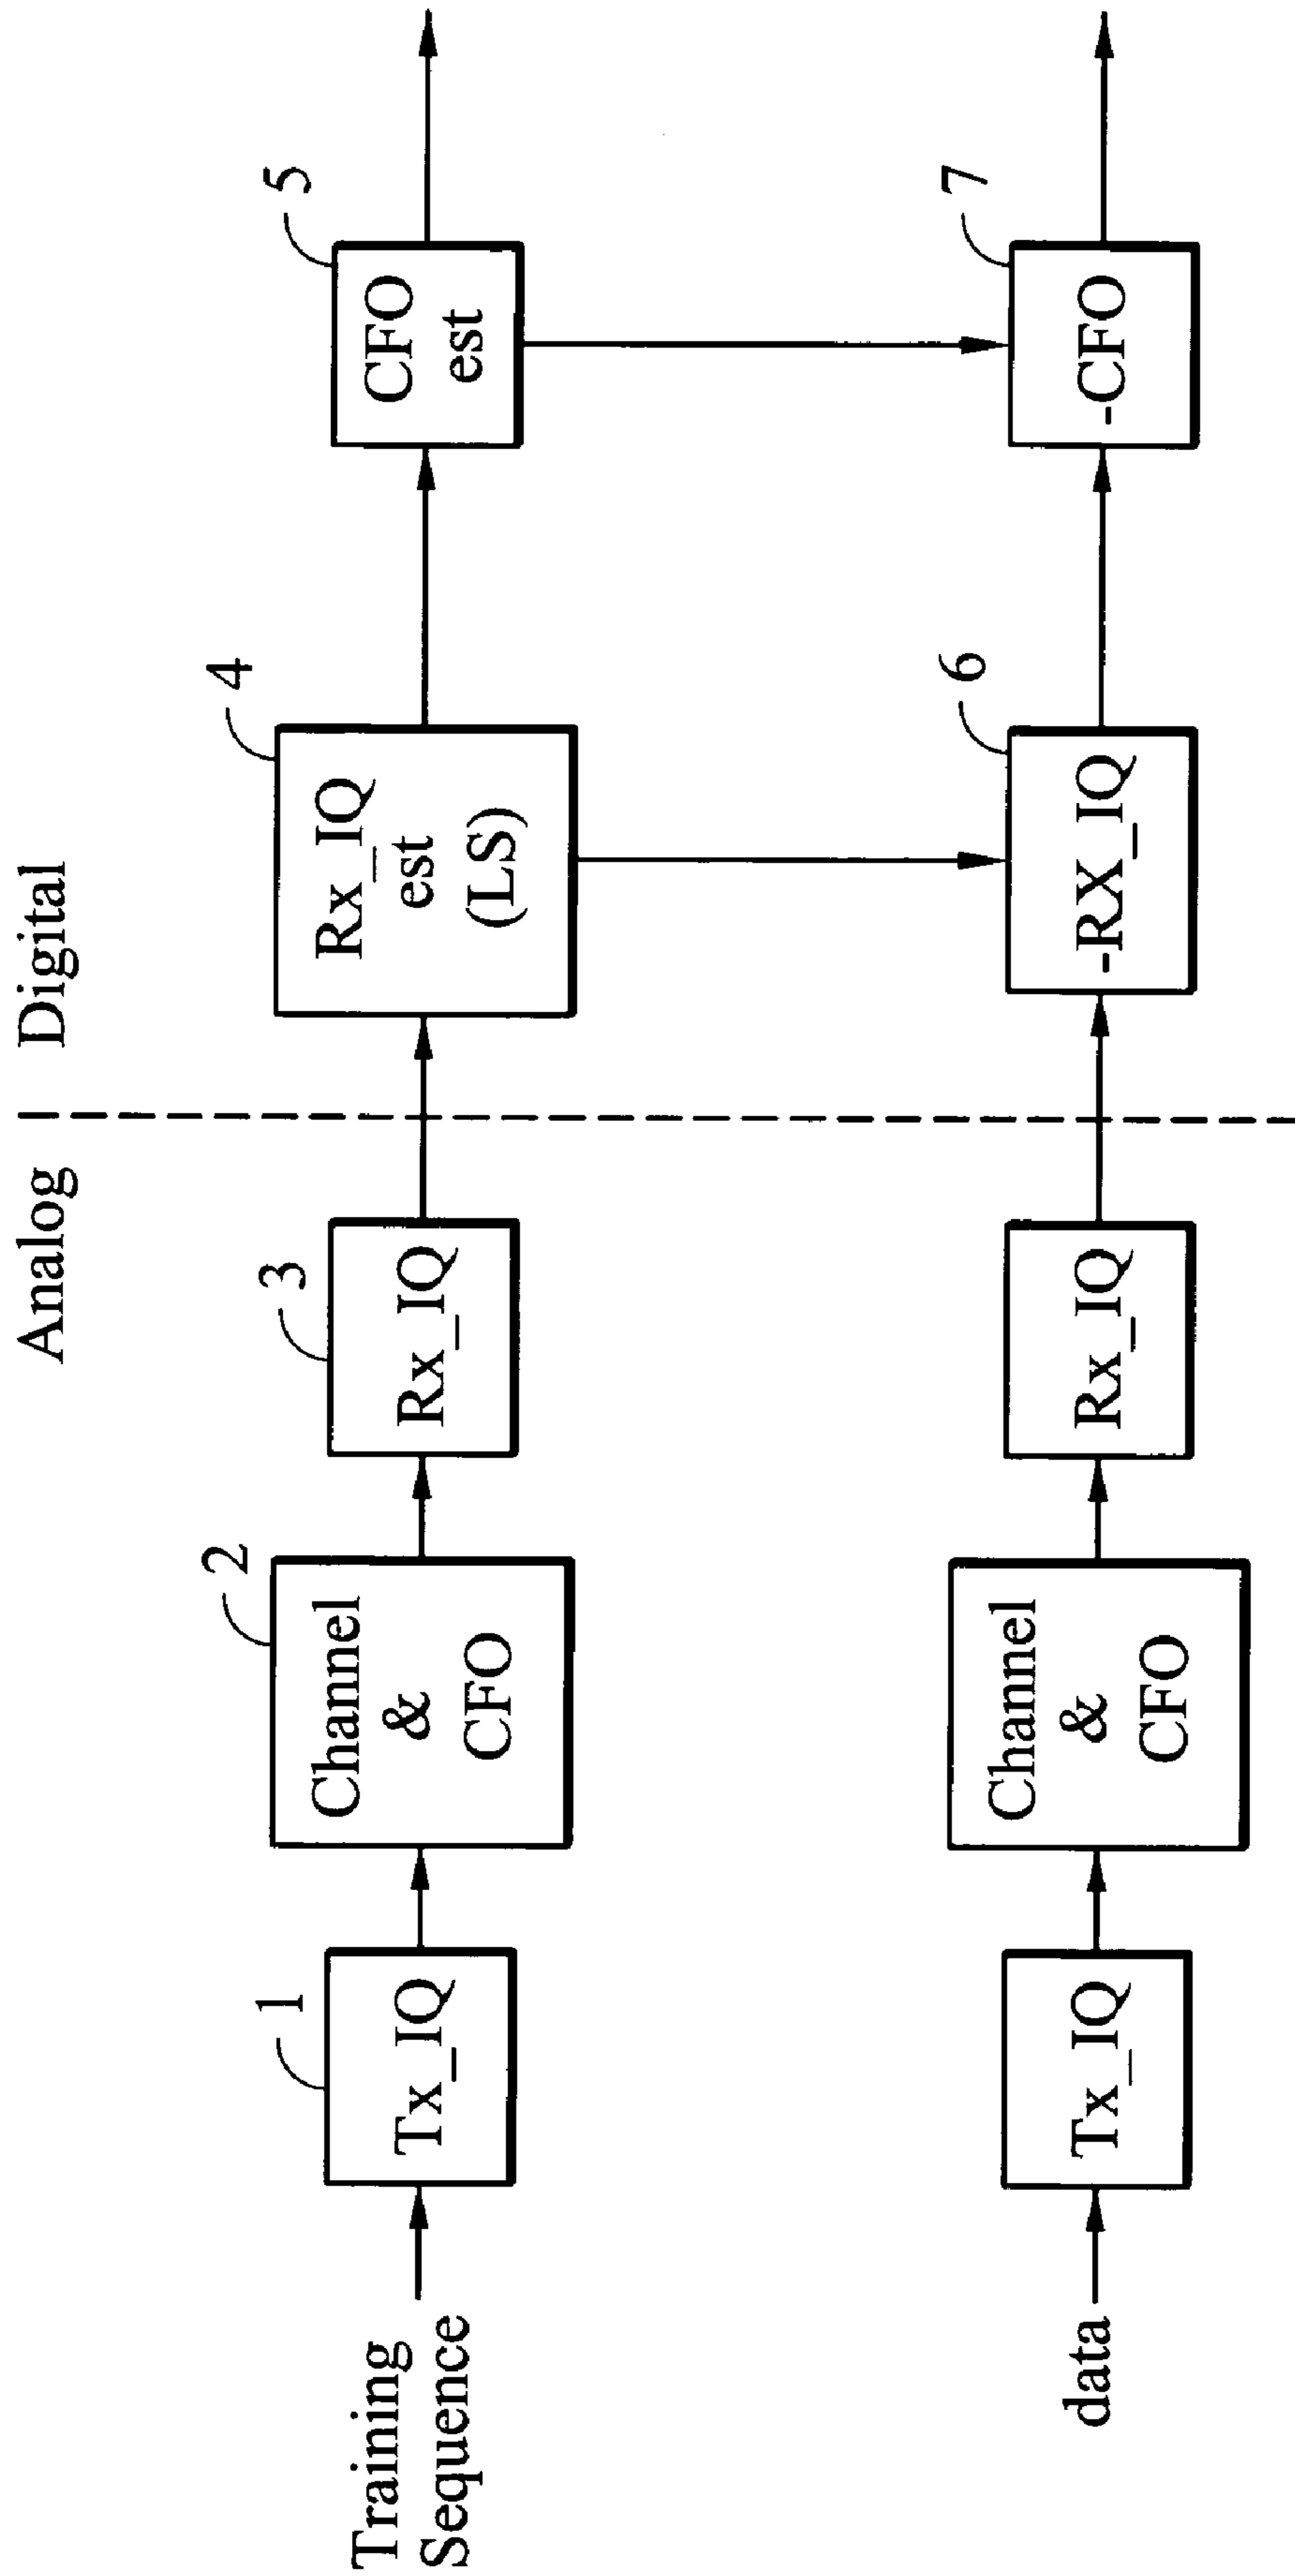 Analog | Digital
Training
Sequence
1
Tx_IQ
2
Channel
&
CFO
3
Rx_IQ
4
Rx_IQ
est
(LS)
5
CFO
est
data
Tx_IQ
Channel
&
CFO
Rx_IQ
6
-RX_IQ
7
-CFO